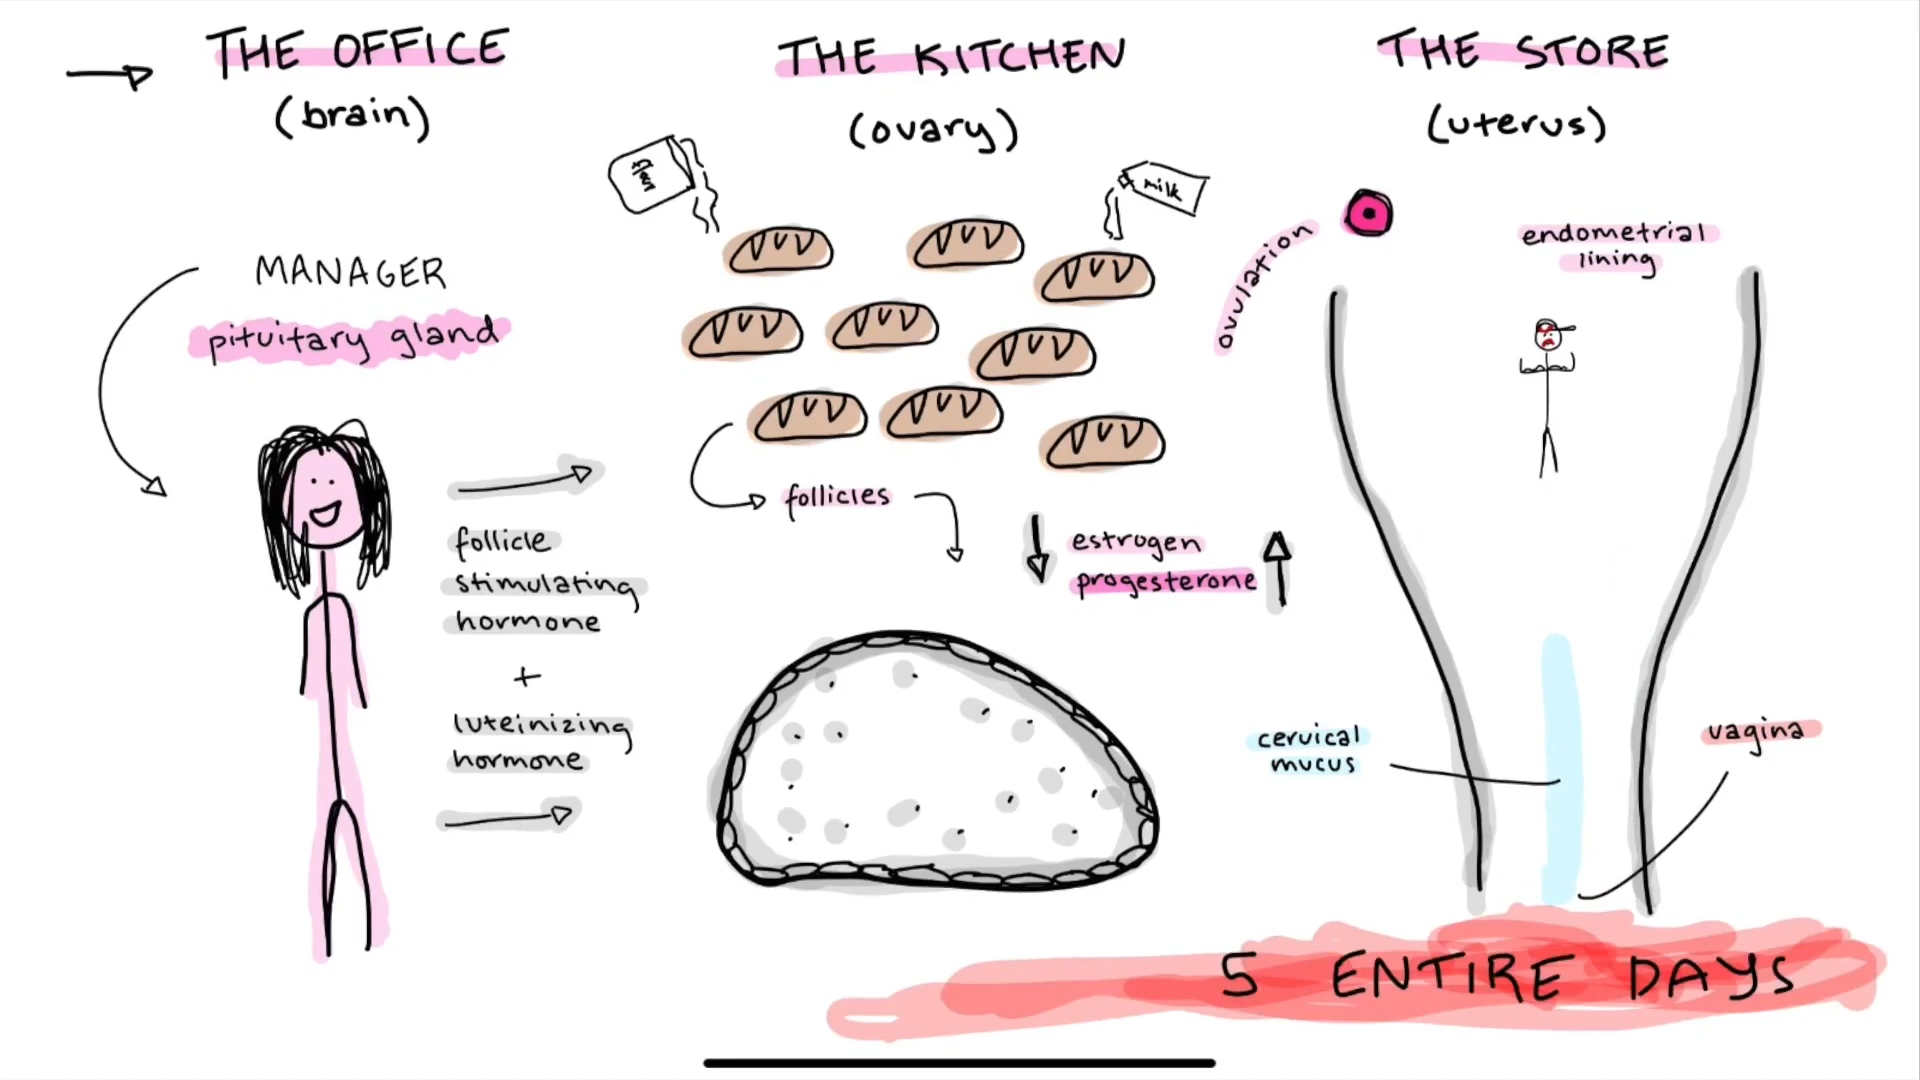 THE OFFICE
(brain)
MANAGER
pituitary gland
follicle
stimulating
hormone
+
luteinizing
hormone
THE KITCHEN
(ovary)
milk
follicles
estrogen
progesterone
THE STORE
(uterus)
ovulation
endometrial
lining
cervical
mucus
vagina
5 ENTIRE DAYS